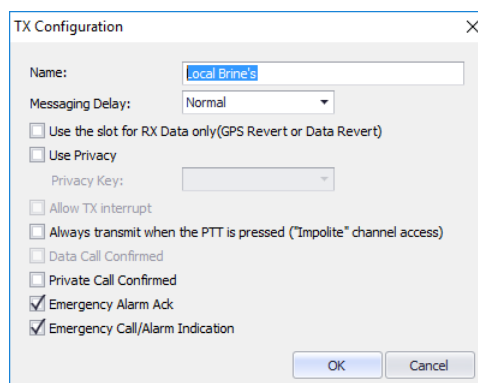 TX Configuration
Name: Local Brine's
Messaging Delay: Normal
Use the slot for RX Data only(GPS Revert or Data Revert)
Use Privacy
Privacy Key:
Allow TX interrupt
Always transmit when the PTT is pressed ("Impolite" channel access)
Data Call Confirmed
Private Call Confirmed
Emergency Alarm Ack
Emergency Call/Alarm Indication
OK Cancel